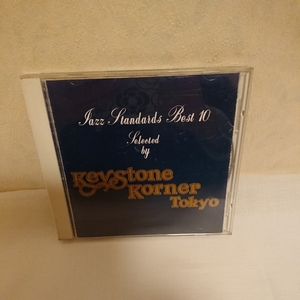 Jazz Standards Best 10
Selected
by
Keystone
Korner
Tokyo